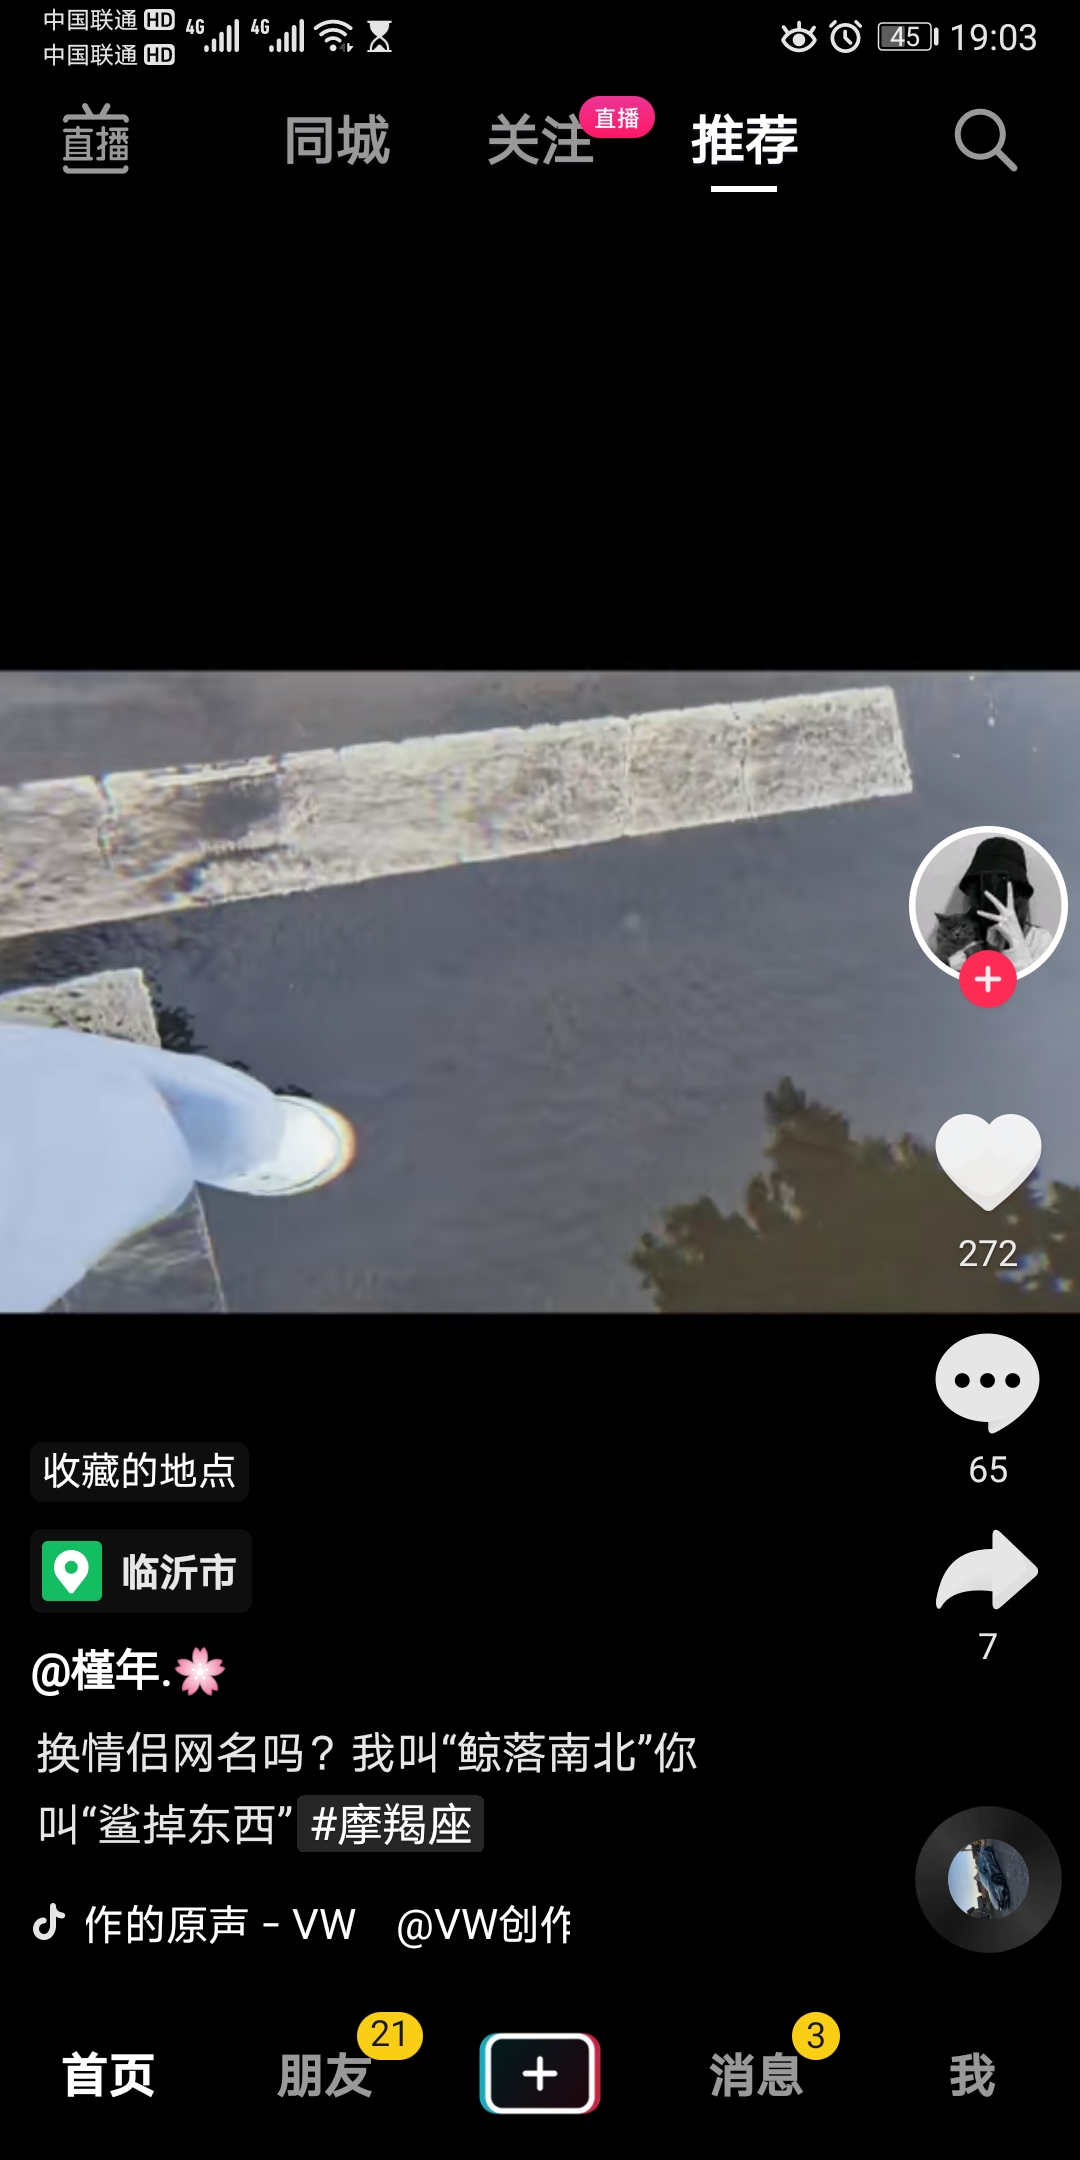 中国联通 HD 4G 4G 45 19:03
中国联通 HD
直播 同城 关注 直播 推荐
272
65
收藏的地点
临沂市
7
@槿年.🌸
换情侣网名吗？我叫“鲸落南北”你
叫“鲨掉东西” #摩羯座
作的原声 - VW @VW创作
首页 朋友 21 消息 3 我